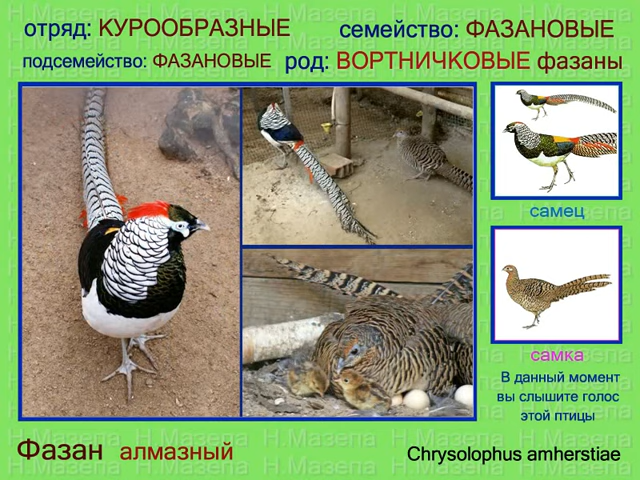 отряд: КУРООБРАЗНЫЕ семейство: ФАЗАНОВЫЕ
подсемейство: ФАЗАНОВЫЕ род: ВОРТНИЧКОВЫЕ фазаны
самец
самка
В данный момент
вы слышите голос
этой птицы
Фазан алмазный Chrysolophus amherstiae
Н.Мазепа